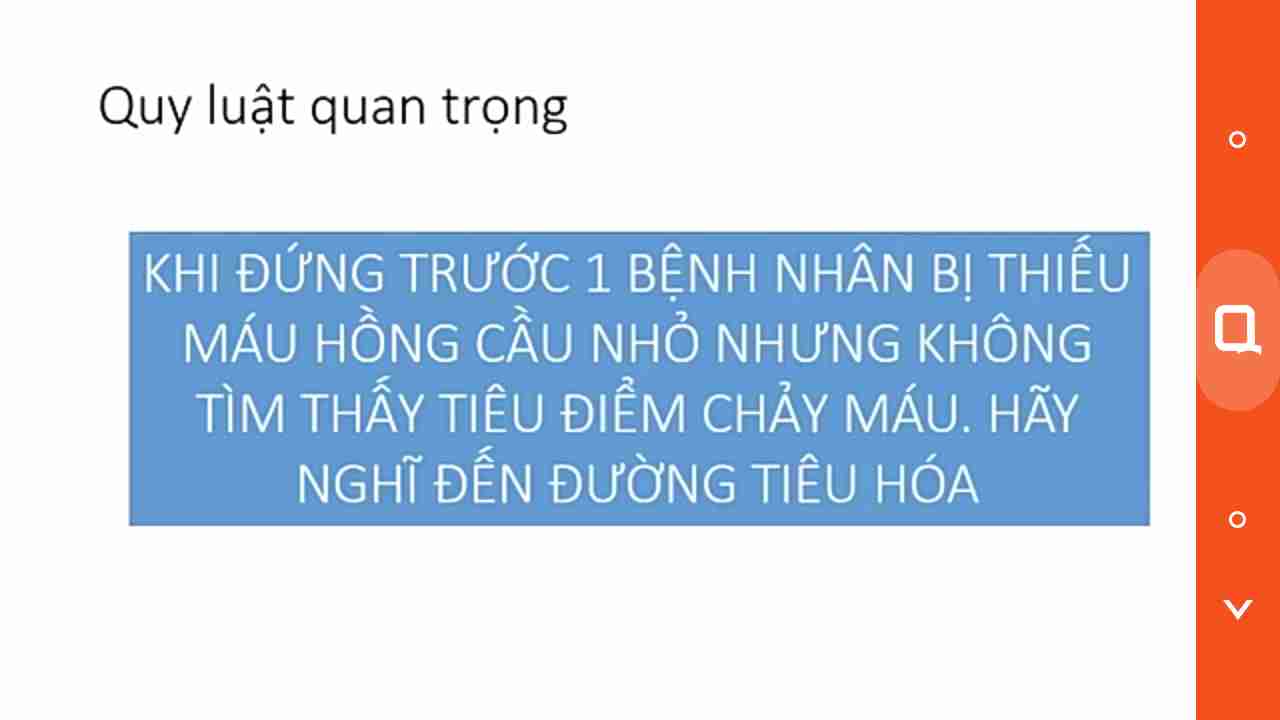 Quy luật quan trọng
KHI ĐỨNG TRƯỚC 1 BỆNH NHÂN BỊ THIẾU
MÁU HỒNG CẦU NHỎ NHƯNG KHÔNG
TÌM THẤY TIÊU ĐIỂM CHẢY MÁU. HÃY
NGHĨ ĐẾN ĐƯỜNG TIÊU HÓA